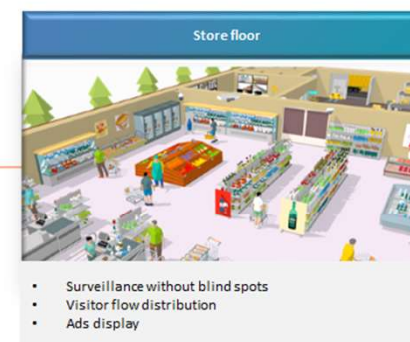 Store floor
• Surveillance without blind spots
• Visitor flow distribution
• Ads display